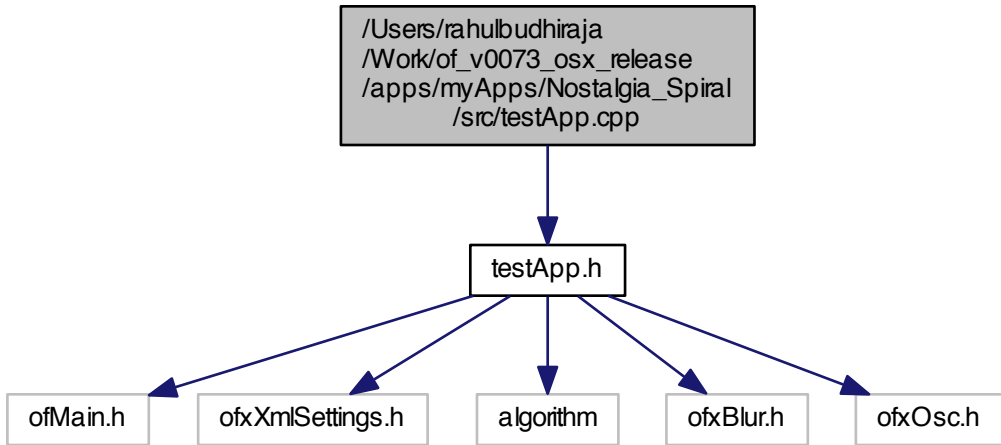 /Users/rahulbudhiraja
/Work/of_v0073_osx_release
/apps/myApps/Nostalgia_Spiral
/src/testApp.cpp
testApp.h
ofMain.h
ofxXmlSettings.h
algorithm
ofxBlur.h
ofxOsc.h